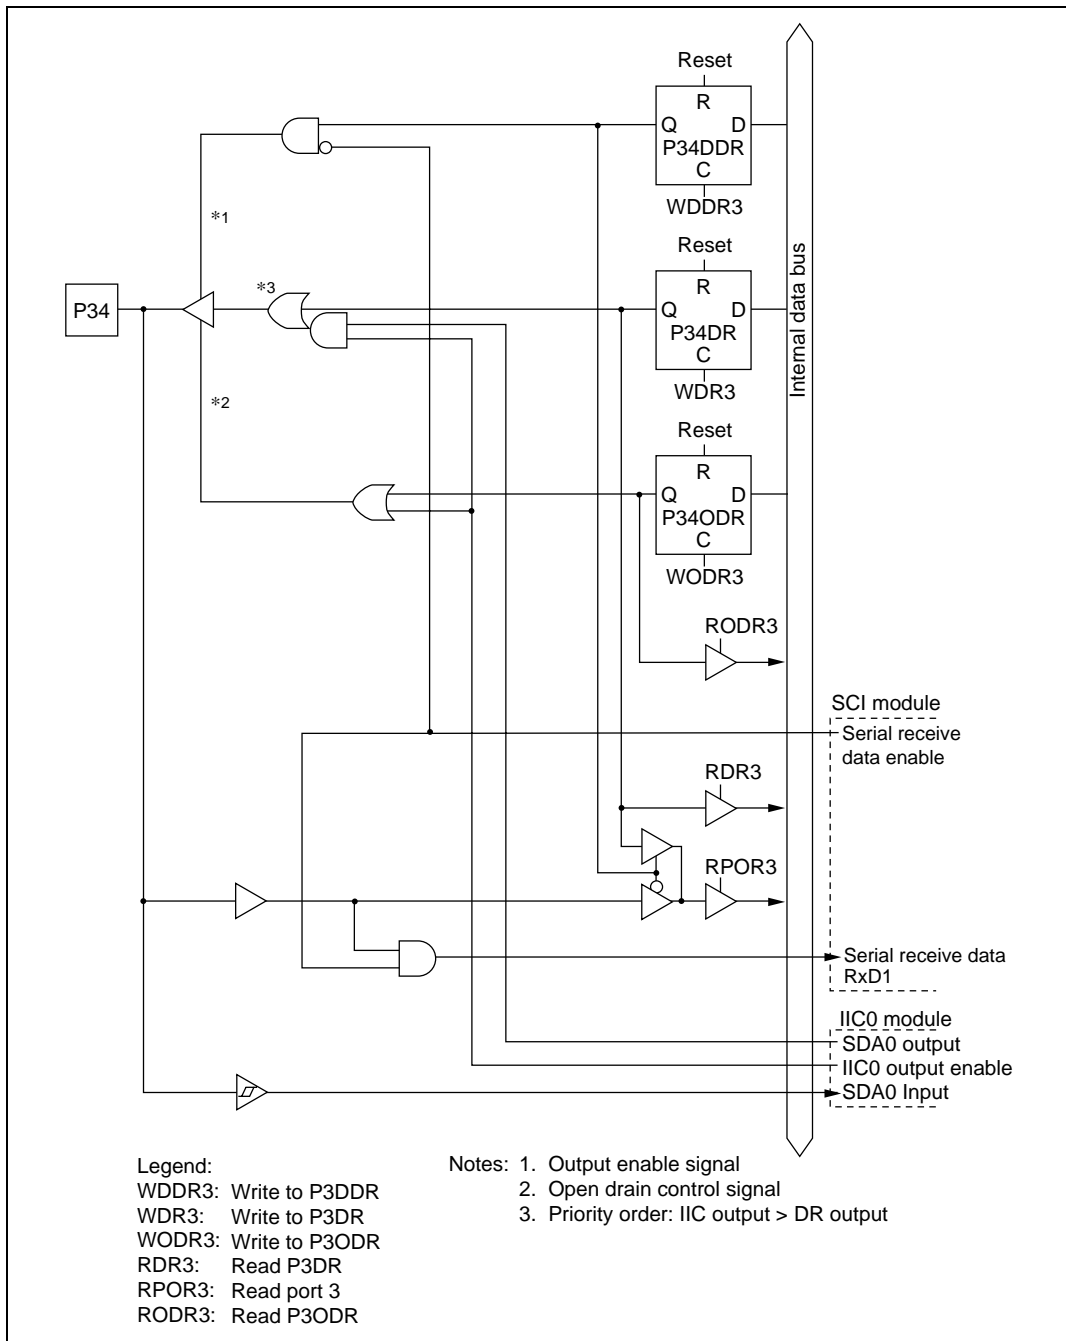 Reset
R
Q D
P34DDR
C
WDDR3
*1
Reset
R
P34
*3
Q D
P34DR
C
WDR3
Internal data bus
*2
Reset
R
Q D
P34ODR
C
WODR3
RODR3
SCI module
Serial receive
data enable
RDR3
RPOR3
Serial receive data
RxD1
IIC0 module
SDA0 output
IIC0 output enable
SDA0 Input
Legend:
WDDR3: Write to P3DDR
WDR3: Write to P3DR
WODR3: Write to P3ODR
RDR3: Read P3DR
RPOR3: Read port 3
RODR3: Read P3ODR
Notes: 1. Output enable signal
2. Open drain control signal
3. Priority order: IIC output > DR output